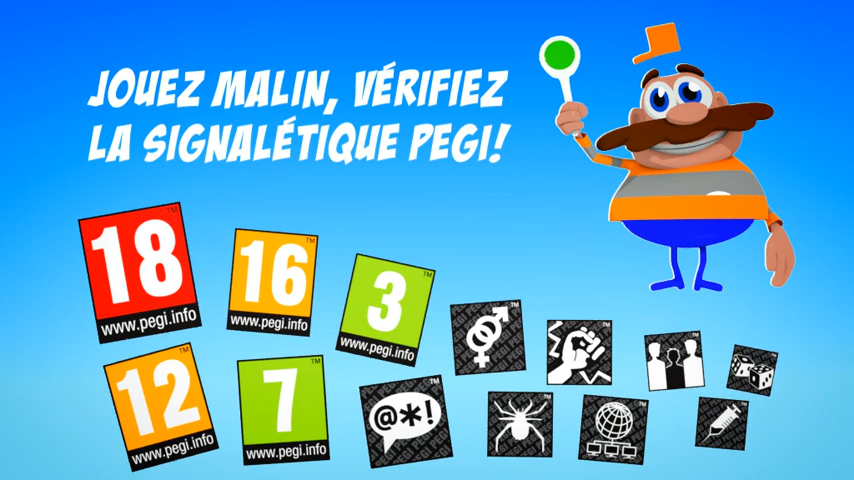 JOUEZ MALIN, VÉRIFIEZ
LA SIGNALÉTIQUE PEGI!
18
www.pegi.info
16
www.pegi.info
3
www.pegi.info
12
www.pegi.info
7
www.pegi.info
@*!